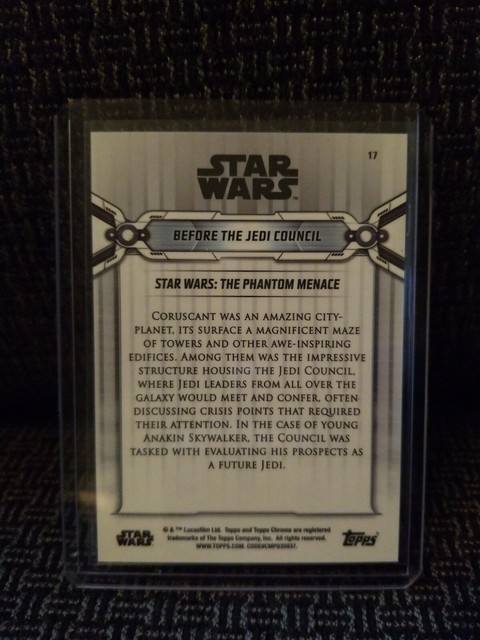 17
STAR
WARS
BEFORE THE JEDI COUNCIL
STAR WARS: THE PHANTOM MENACE
CORUSCANT WAS AN AMAZING CITY-
PLANET, ITS SURFACE A MAGNIFICENT MAZE
OF TOWERS AND OTHER AWE-INSPIRING
EDIFICES. AMONG THEM WAS THE IMPRESSIVE
STRUCTURE HOUSING THE JEDI COUNCIL,
WHERE JEDI LEADERS FROM ALL OVER THE
GALAXY WOULD MEET AND CONFER, OFTEN
DISCUSSING CRISIS POINTS THAT REQUIRED
THEIR ATTENTION. IN THE CASE OF YOUNG
ANAKIN SKYWALKER, THE COUNCIL WAS
TASKED WITH EVALUATING HIS PROSPECTS AS
A FUTURE JEDI.
STAR
WARS
© & ™ Lucasfilm Ltd. Topps and Topps Chrome are registered
trademarks of The Topps Company, Inc. All rights reserved.
WWW.TOPPS.COM.
Topps